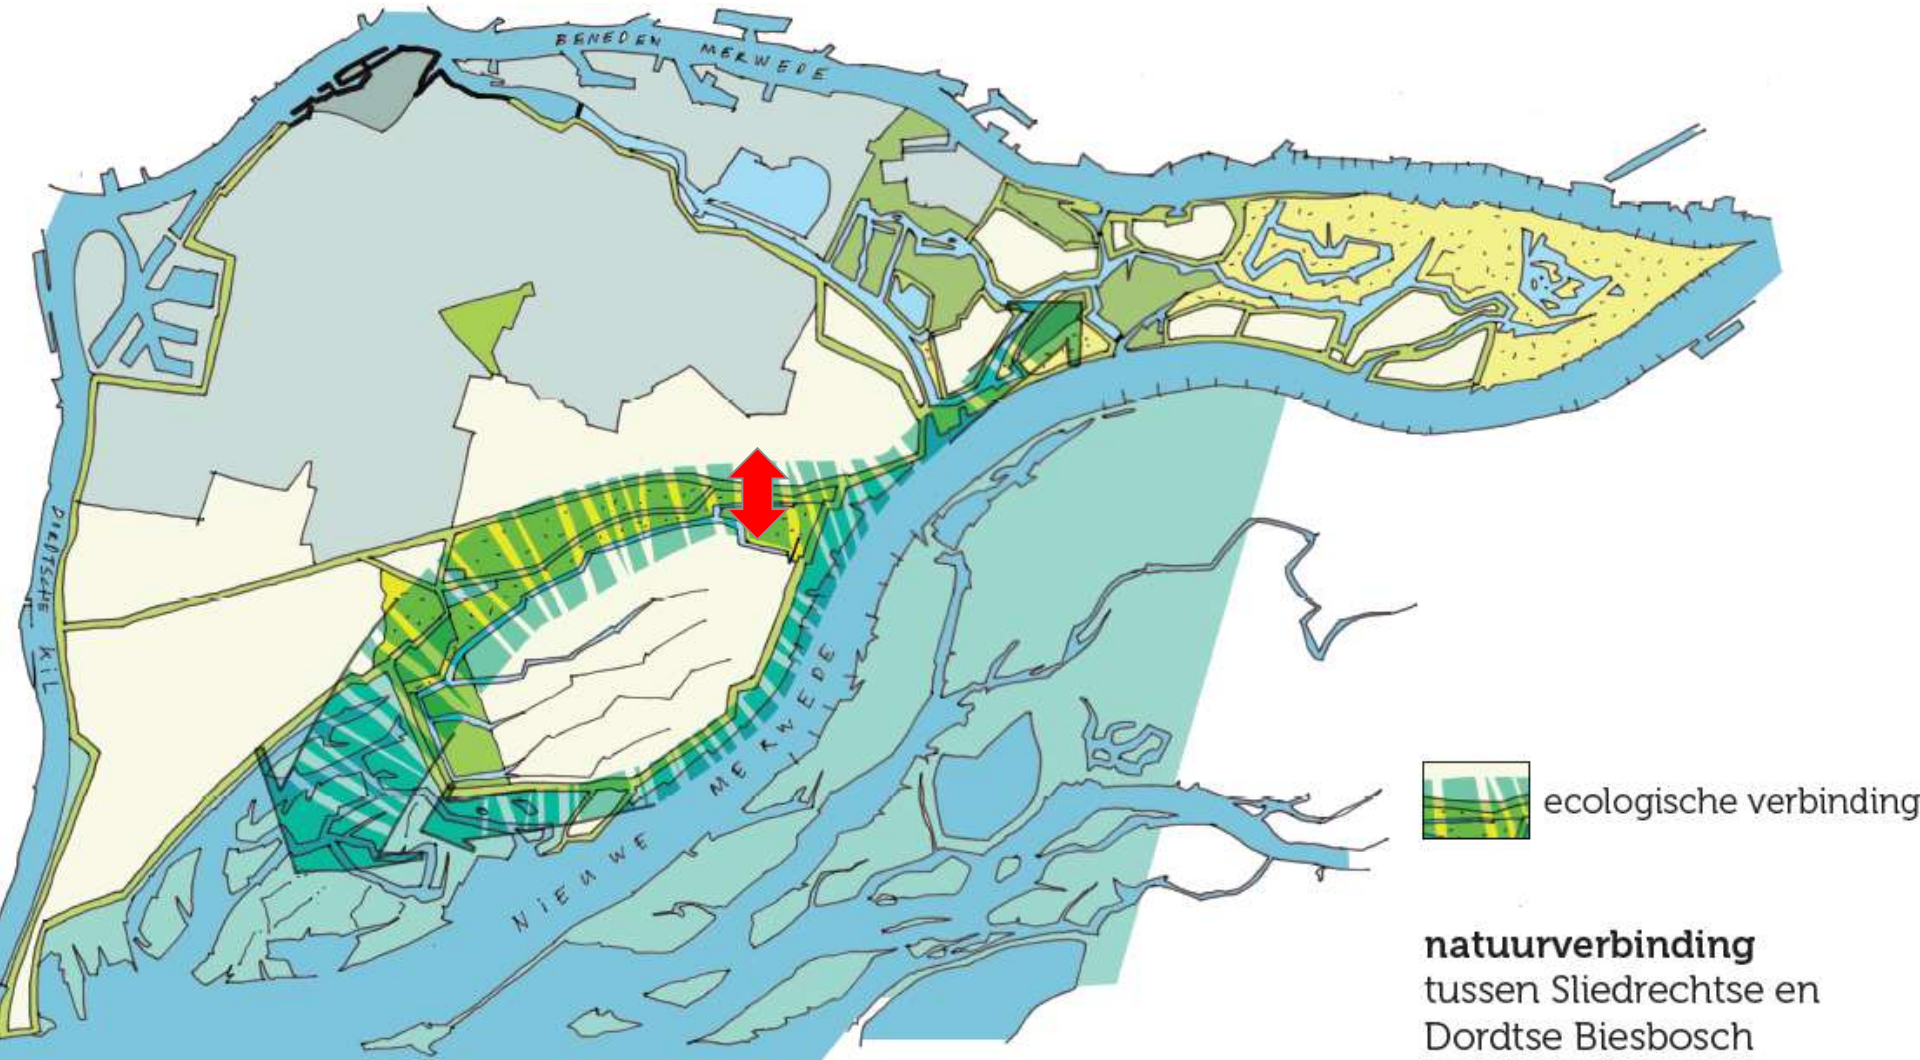 BENEDEN MERWEDE
DORDTSCHE KIL
NIEUWE MERWEDE
ecologische verbinding
natuurverbinding
tussen Sliedrechtse en
Dordtse Biesbosch